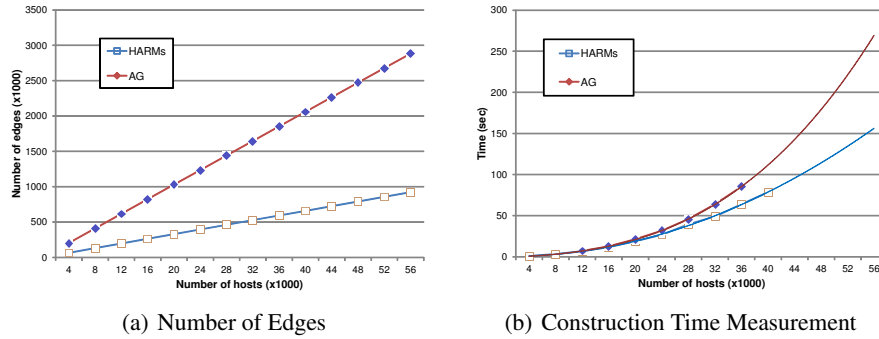 3500
3000
2500
2000
1500
1000
500
0
Number of edges (x1000)
HARMs
AG
4 8 12 16 20 24 28 32 36 40 44 48 52 56
Number of hosts (x1000)
(a) Number of Edges
300
250
200
150
100
50
0
Time (sec)
HARMs
AG
4 8 12 16 20 24 28 32 36 40 44 48 52 56
Number of hosts (x1000)
(b) Construction Time Measurement